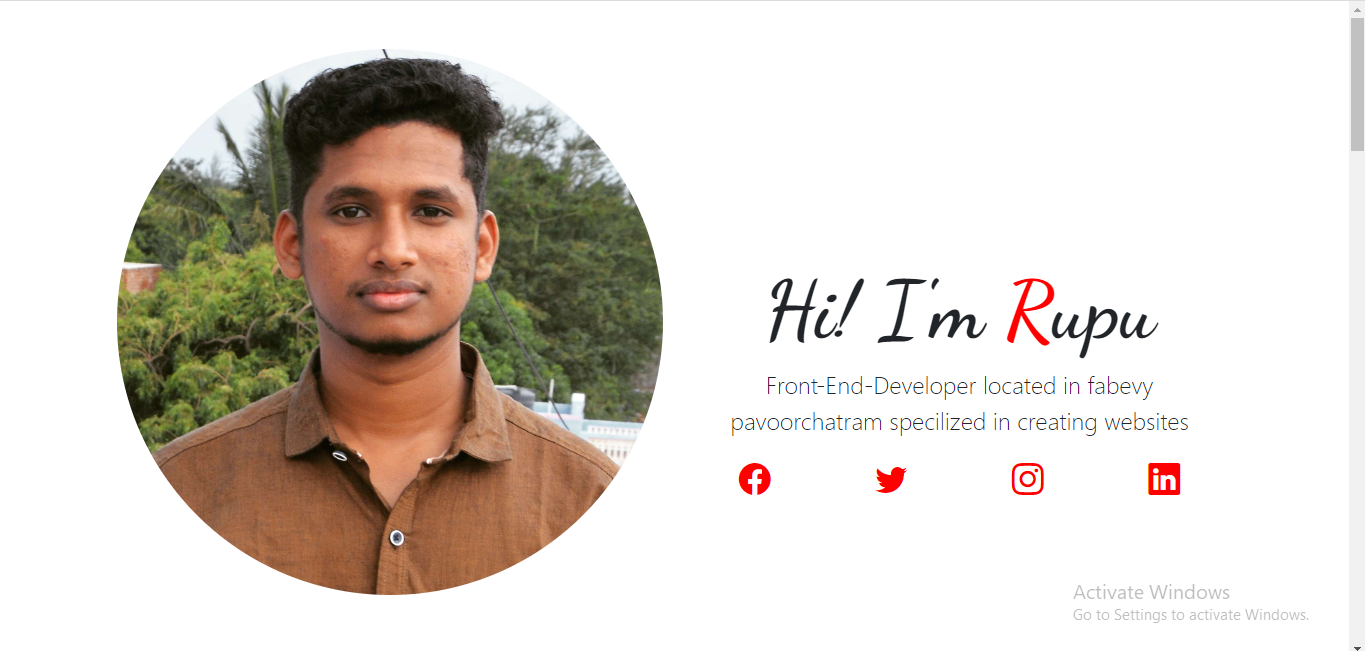 Hi! I'm Rupu
Front-End-Developer located in fabevy
pavoorchatram specilized in creating websites
Activate Windows
Go to Settings to activate Windows.